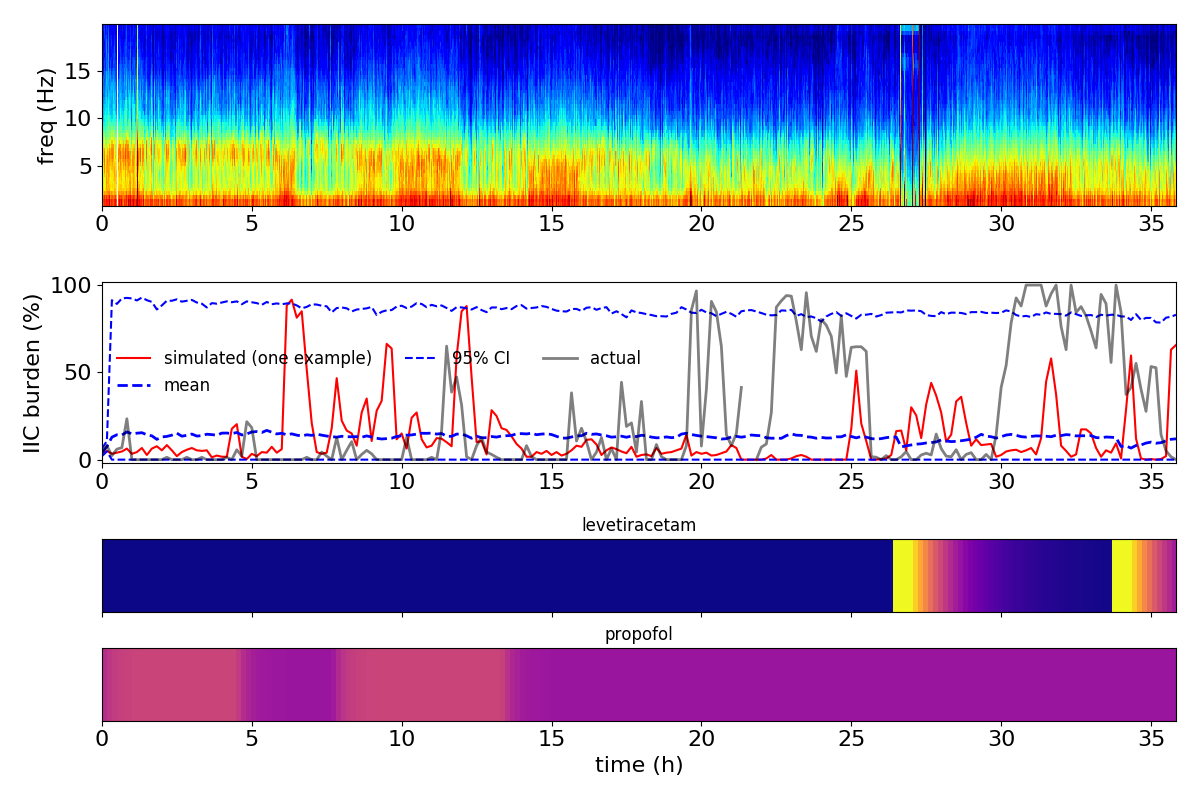 freq (Hz)
15
10
5
0 5 10 15 20 25 30 35
IIC burden (%)
100
50
0
simulated (one example) 95% CI actual
mean
0 5 10 15 20 25 30 35
levetiracetam
propofol
0 5 10 15 20 25 30 35
time (h)